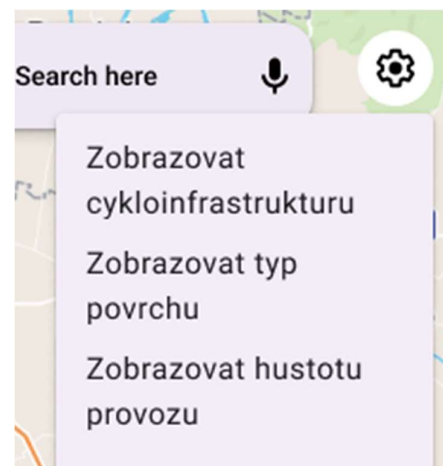 Search here
Zobrazovat
cykloinfrastrukturu
Zobrazovat typ
povrchu
Zobrazovat hustotu
provozu